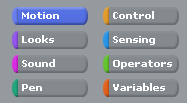 Motion
Control
Looks
Sensing
Sound
Operators
Pen
Variables